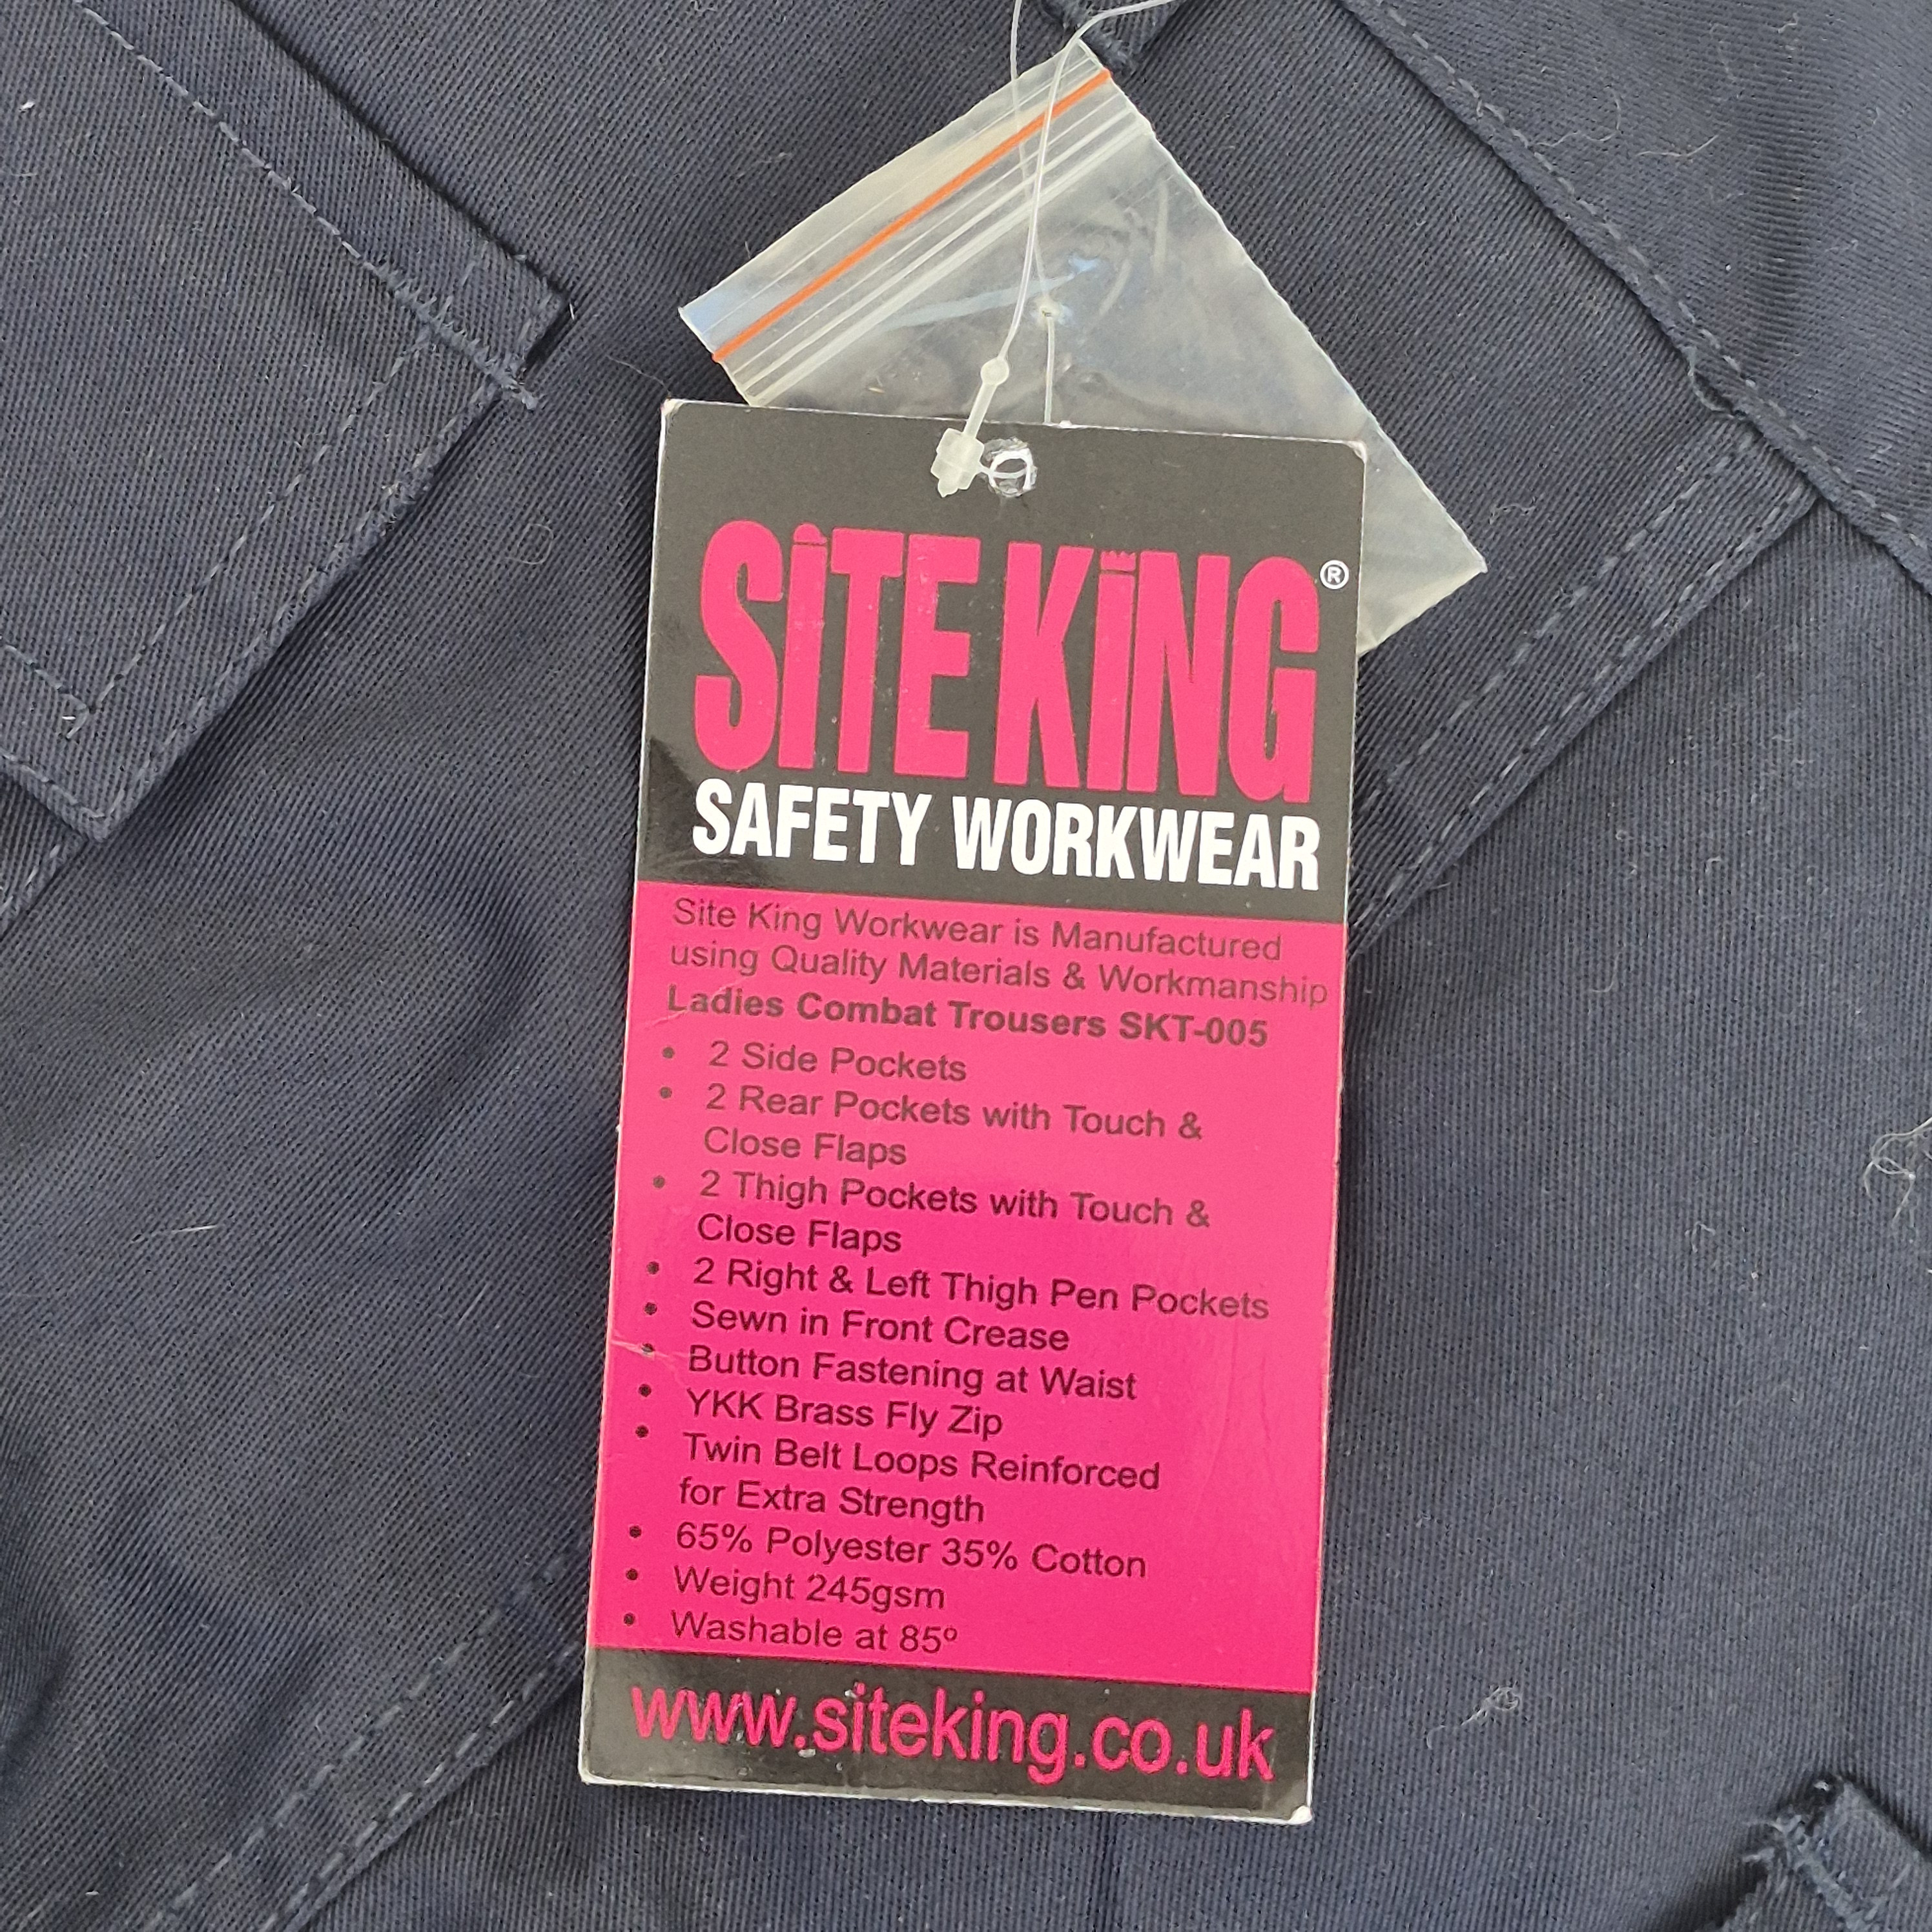 SITE KING ®
SAFETY WORKWEAR
Site King Workwear is Manufactured
using Quality Materials & Workmanship
Ladies Combat Trousers SKT-005
• 2 Side Pockets
• 2 Rear Pockets with Touch &
Close Flaps
• 2 Thigh Pockets with Touch &
Close Flaps
• 2 Right & Left Thigh Pen Pockets
• Sewn in Front Crease
• Button Fastening at Waist
• YKK Brass Fly Zip
• Twin Belt Loops Reinforced
for Extra Strength
• 65% Polyester 35% Cotton
• Weight 245gsm
• Washable at 85º
www.siteking.co.uk